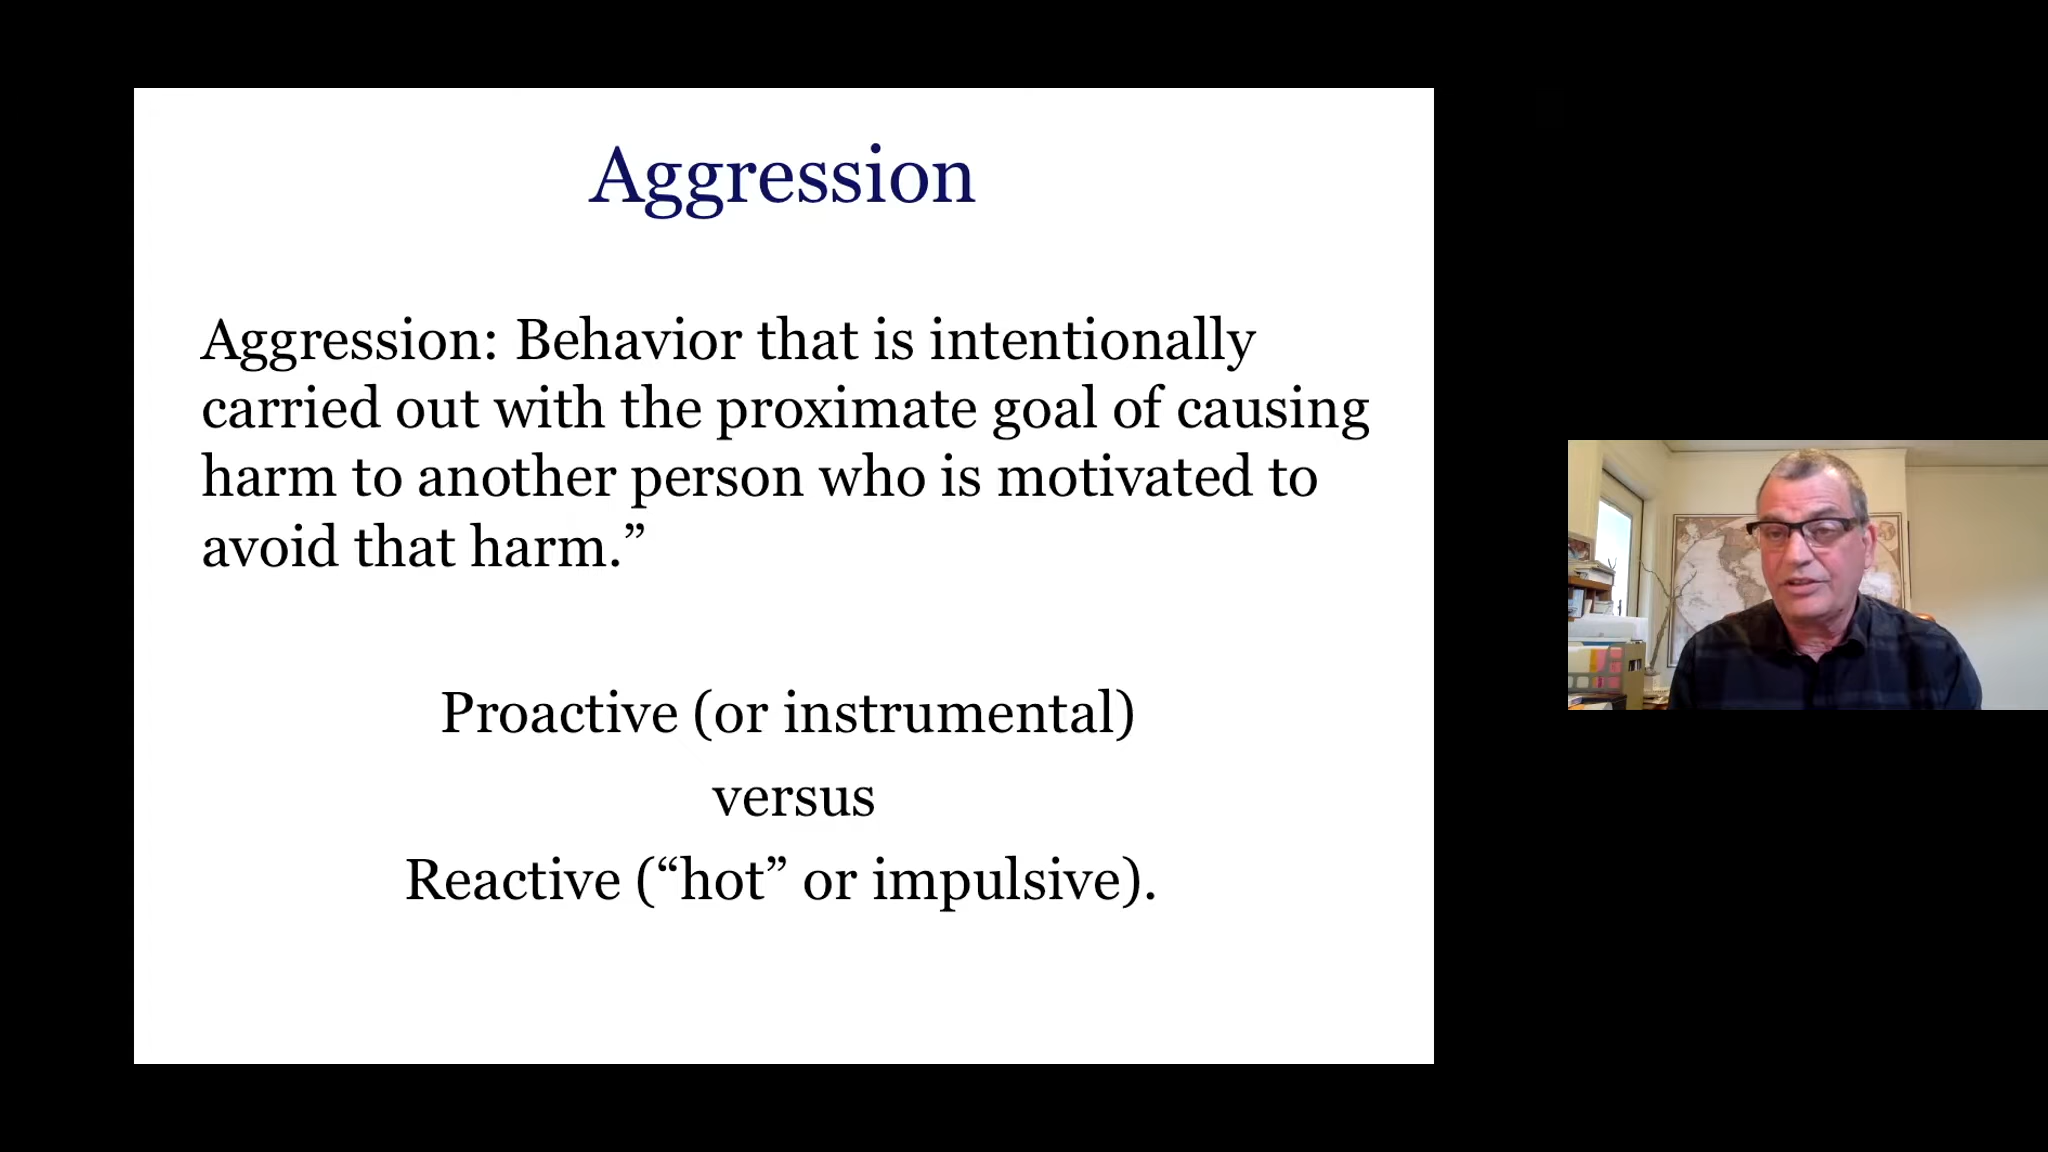 Aggression
Aggression: Behavior that is intentionally
carried out with the proximate goal of causing
harm to another person who is motivated to
avoid that harm.”
Proactive (or instrumental)
versus
Reactive (“hot” or impulsive).